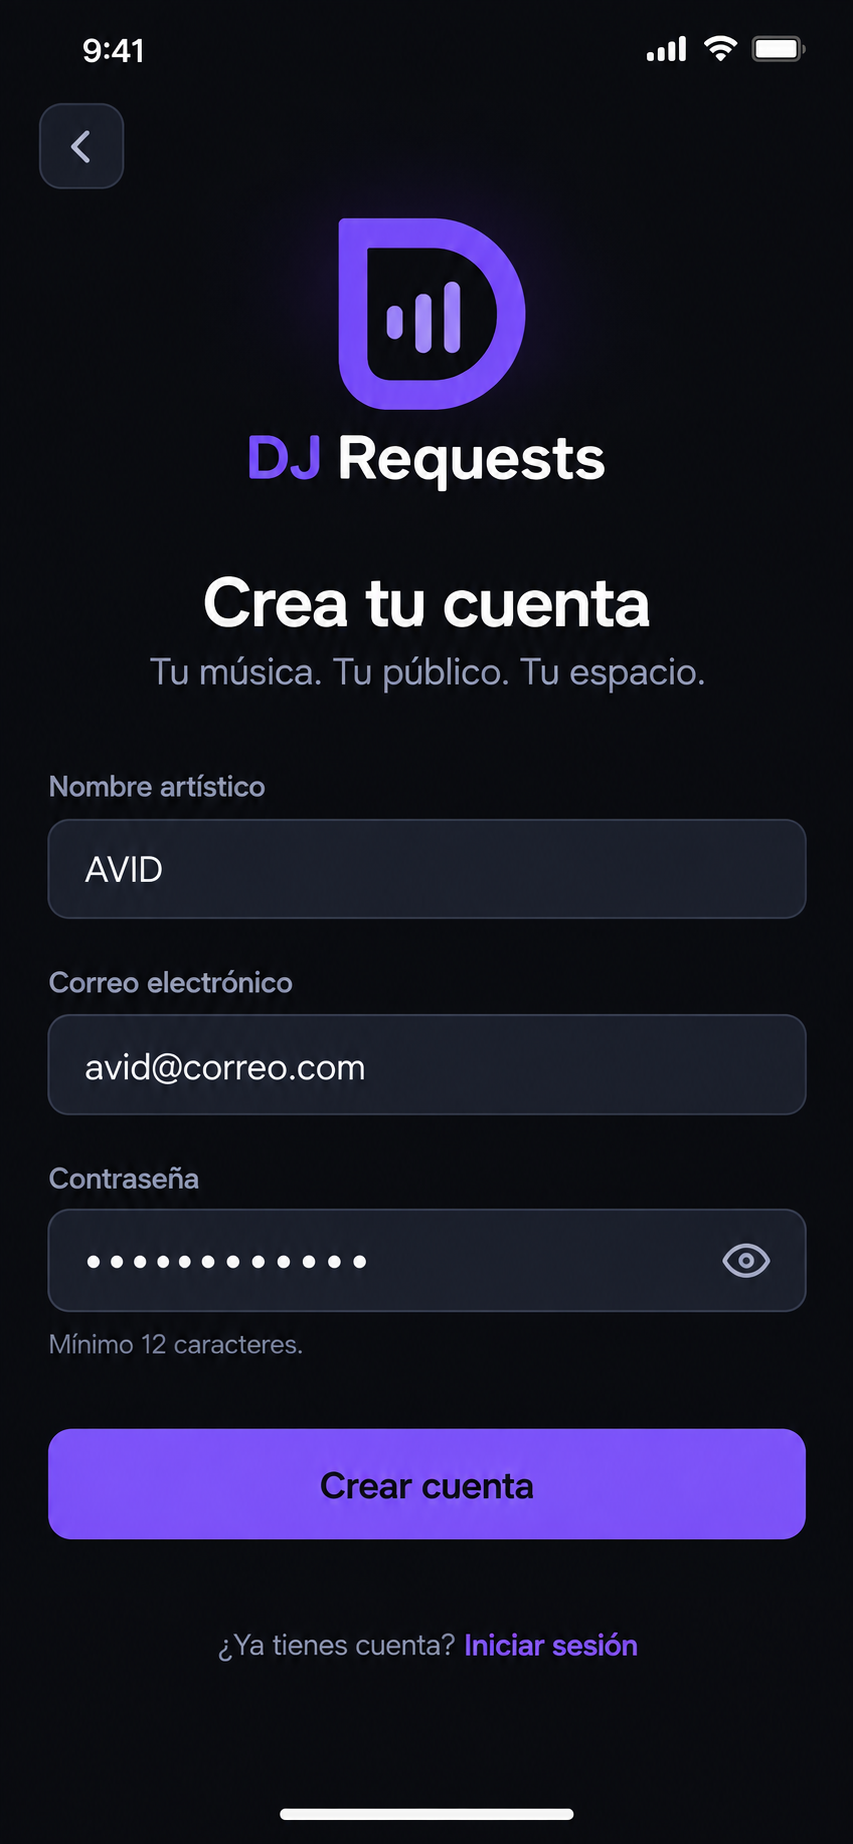 9:41
DJ Requests
Crea tu cuenta
Tu música. Tu público. Tu espacio.
Nombre artístico
AVID
Correo electrónico
avid@correo.com
Contraseña
••••••••••••
Mínimo 12 caracteres.
Crear cuenta
¿Ya tienes cuenta? Iniciar sesión